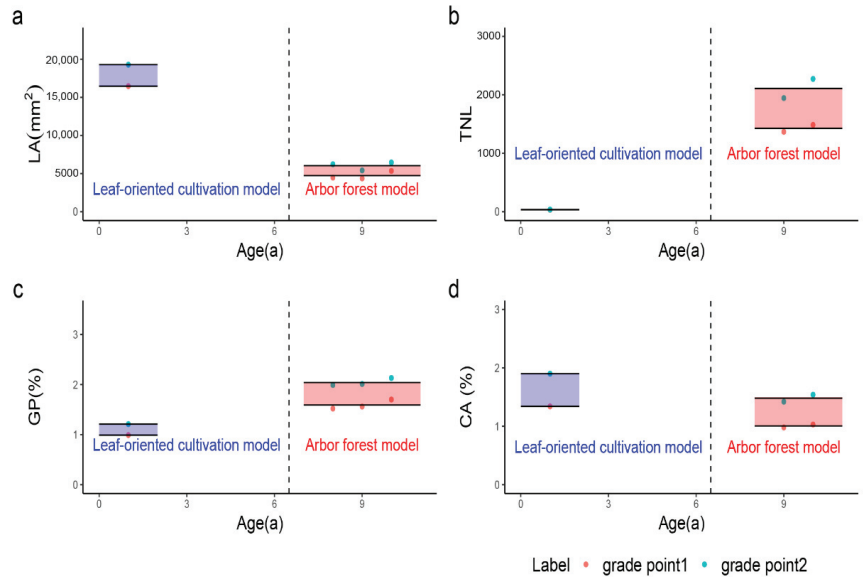 a
LA(mm²)
20,000
15,000
10,000
5000
0
Leaf-oriented cultivation model
Arbor forest model
0
3
6
9
Age(a)
b
TNL
3000
2000
1000
0
Leaf-oriented cultivation model
Arbor forest model
0
3
6
9
Age(a)
c
GP(%)
3
2
1
0
Leaf-oriented cultivation model
Arbor forest model
0
3
6
9
Age(a)
d
CA (%)
3
2
1
0
Leaf-oriented cultivation model
Arbor forest model
0
3
6
9
Age(a)
Label grade point1 grade point2